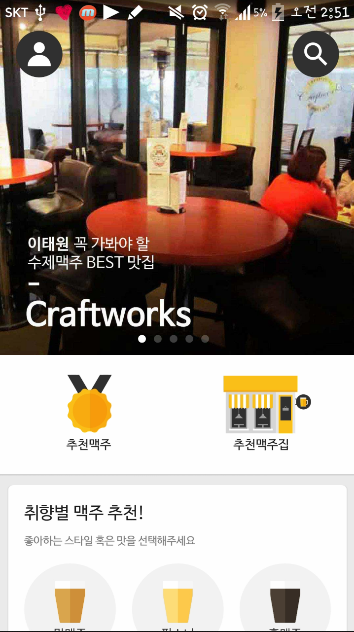 SKT 5% 오전 2:51
이태원 꼭 가봐야 할
수제맥주 BEST 맛집
Craftworks
추천맥주 추천맥주집
취향별 맥주 추천!
좋아하는 스타일 혹은 맛을 선택해주세요